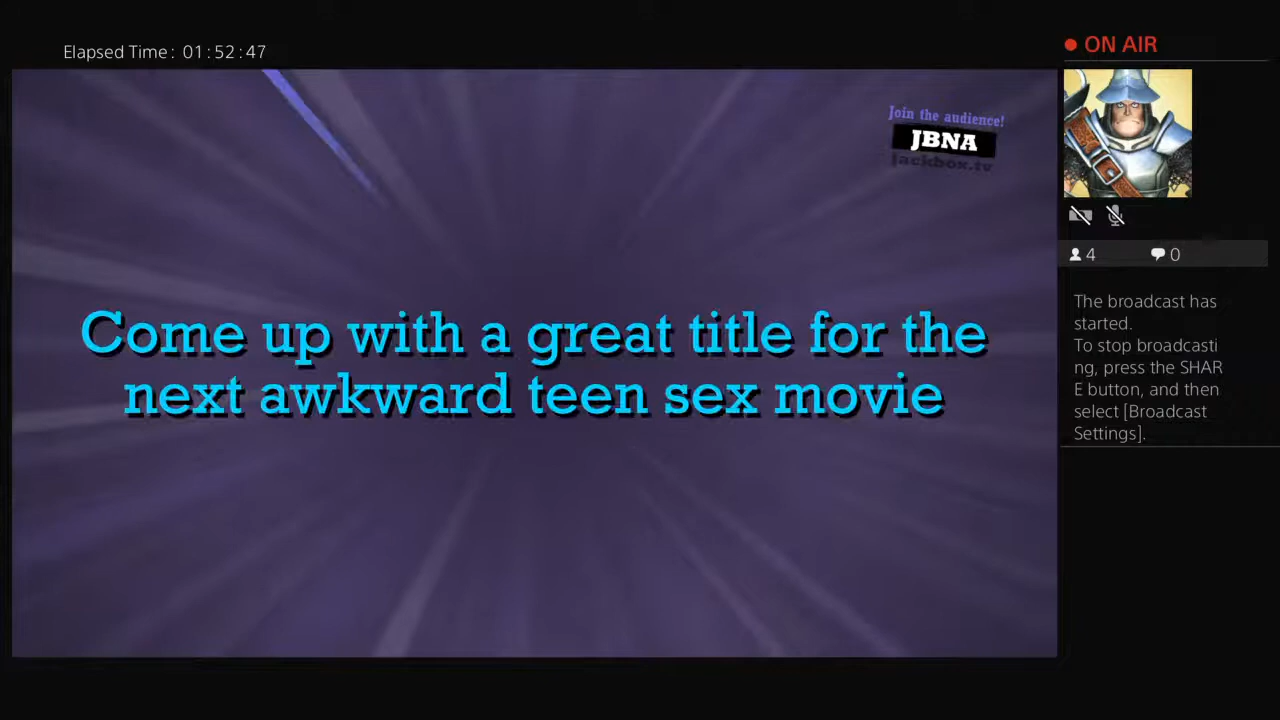 Elapsed Time: 01:52:47
ON AIR
Join the audience!
JBNA
jackbox.tv
4
0
Come up with a great title for the
next awkward teen sex movie
The broadcast has
started.
To stop broadcasti
ng, press the SHAR
E button, and then
select [Broadcast
Settings].